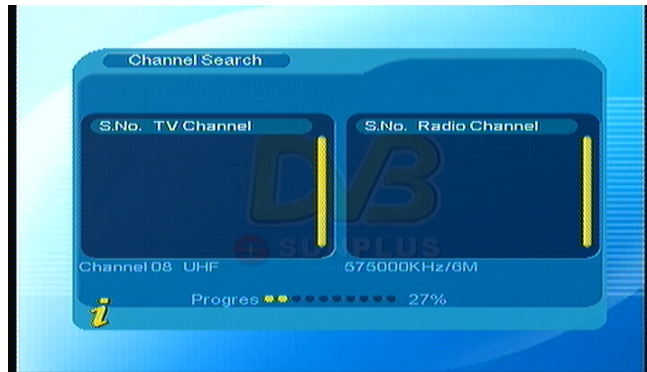 Channel Search
S.No. TV Channel
S.No. Radio Channel
DVB
SUNPLUS
Channel 08 UHF
575000KHz/6M
Progres 27%